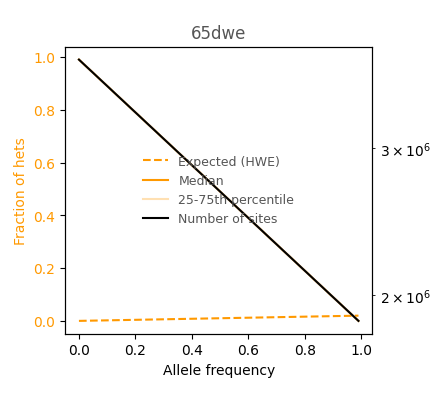 65dwe
1.0
0.8
0.6
0.4
0.2
0.0
Fraction of hets
Expected (HWE)
Median
25-75th percentile
Number of sites
3 × 10⁶
2 × 10⁶
0.0 0.2 0.4 0.6 0.8 1.0
Allele frequency